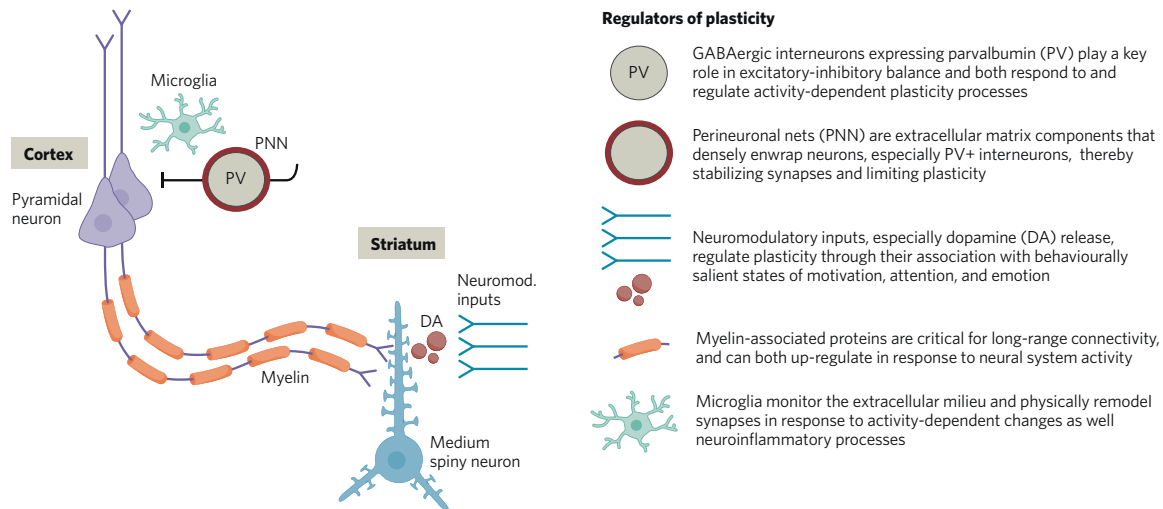 Microglia
PNN
Cortex
PV
Pyramidal
neuron
Striatum
Neuromod.
inputs
DA
Myelin
Medium
spiny neuron
Regulators of plasticity
PV
GABAergic interneurons expressing parvalbumin (PV) play a key
role in excitatory-inhibitory balance and both respond to and
regulate activity-dependent plasticity processes
Perineuronal nets (PNN) are extracellular matrix components that
densely enwrap neurons, especially PV+ interneurons, thereby
stabilizing synapses and limiting plasticity
Neuromodulatory inputs, especially dopamine (DA) release,
regulate plasticity through their association with behaviourally
salient states of motivation, attention, and emotion
Myelin-associated proteins are critical for long-range connectivity,
and can both up-regulate in response to neural system activity
Microglia monitor the extracellular milieu and physically remodel
synapses in response to activity-dependent changes as well
neuroinflammatory processes